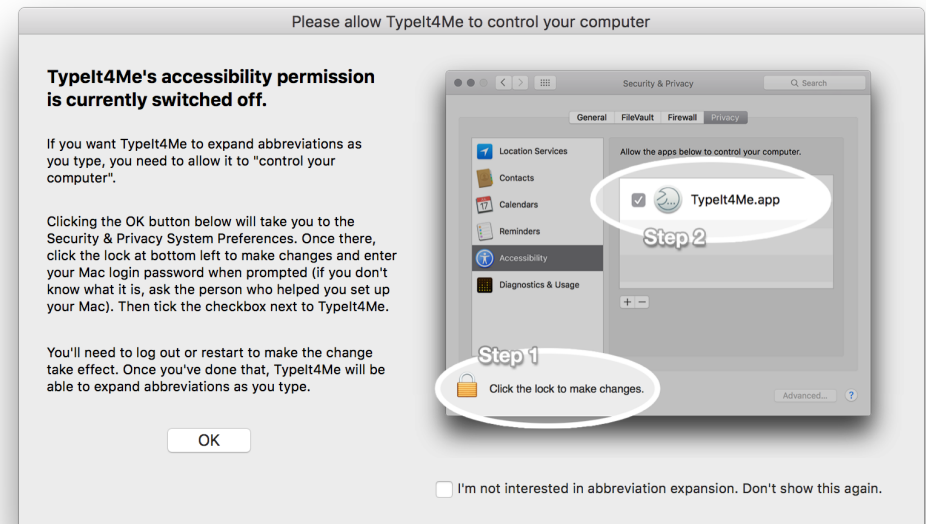 Please allow TypeIt4Me to control your computer
TypeIt4Me's accessibility permission
is currently switched off.
If you want TypeIt4Me to expand abbreviations as
you type, you need to allow it to "control your
computer".
Clicking the OK button below will take you to the
Security & Privacy System Preferences. Once there,
click the lock at bottom left to make changes and enter
your Mac login password when prompted (if you don't
know what it is, ask the person who helped you set up
your Mac). Then tick the checkbox next to TypeIt4Me.
You'll need to log out or restart to make the change
take effect. Once you've done that, TypeIt4Me will be
able to expand abbreviations as you type.
OK
Security & Privacy
Search
General FileVault Firewall Privacy
Location Services
Contacts
17 Calendars
Reminders
Accessibility
Diagnostics & Usage
Allow the apps below to control your computer.
TypeIt4Me.app
Step 2
+ −
Step 1
Click the lock to make changes.
Advanced... ?
I'm not interested in abbreviation expansion. Don't show this again.